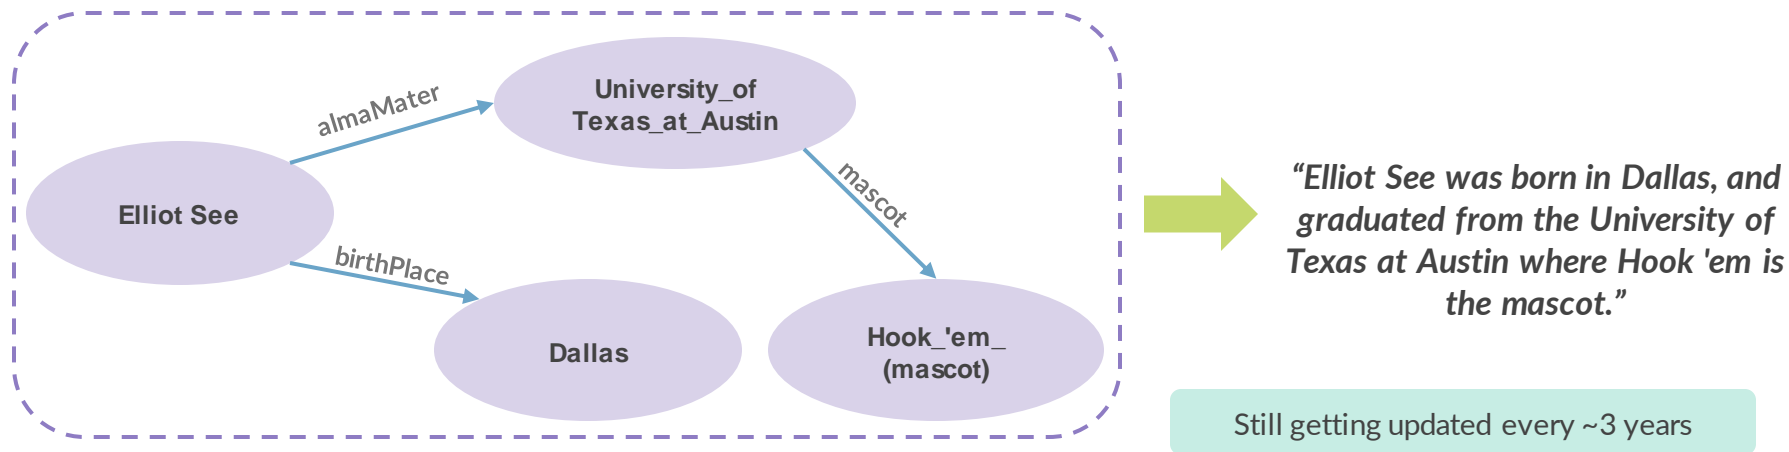 almaMater
University_of
Texas_at_Austin
Elliot See
mascot
birthPlace
Dallas
Hook_'em_
(mascot)
“Elliot See was born in Dallas, and
graduated from the University of
Texas at Austin where Hook 'em is
the mascot.”
Still getting updated every ~3 years